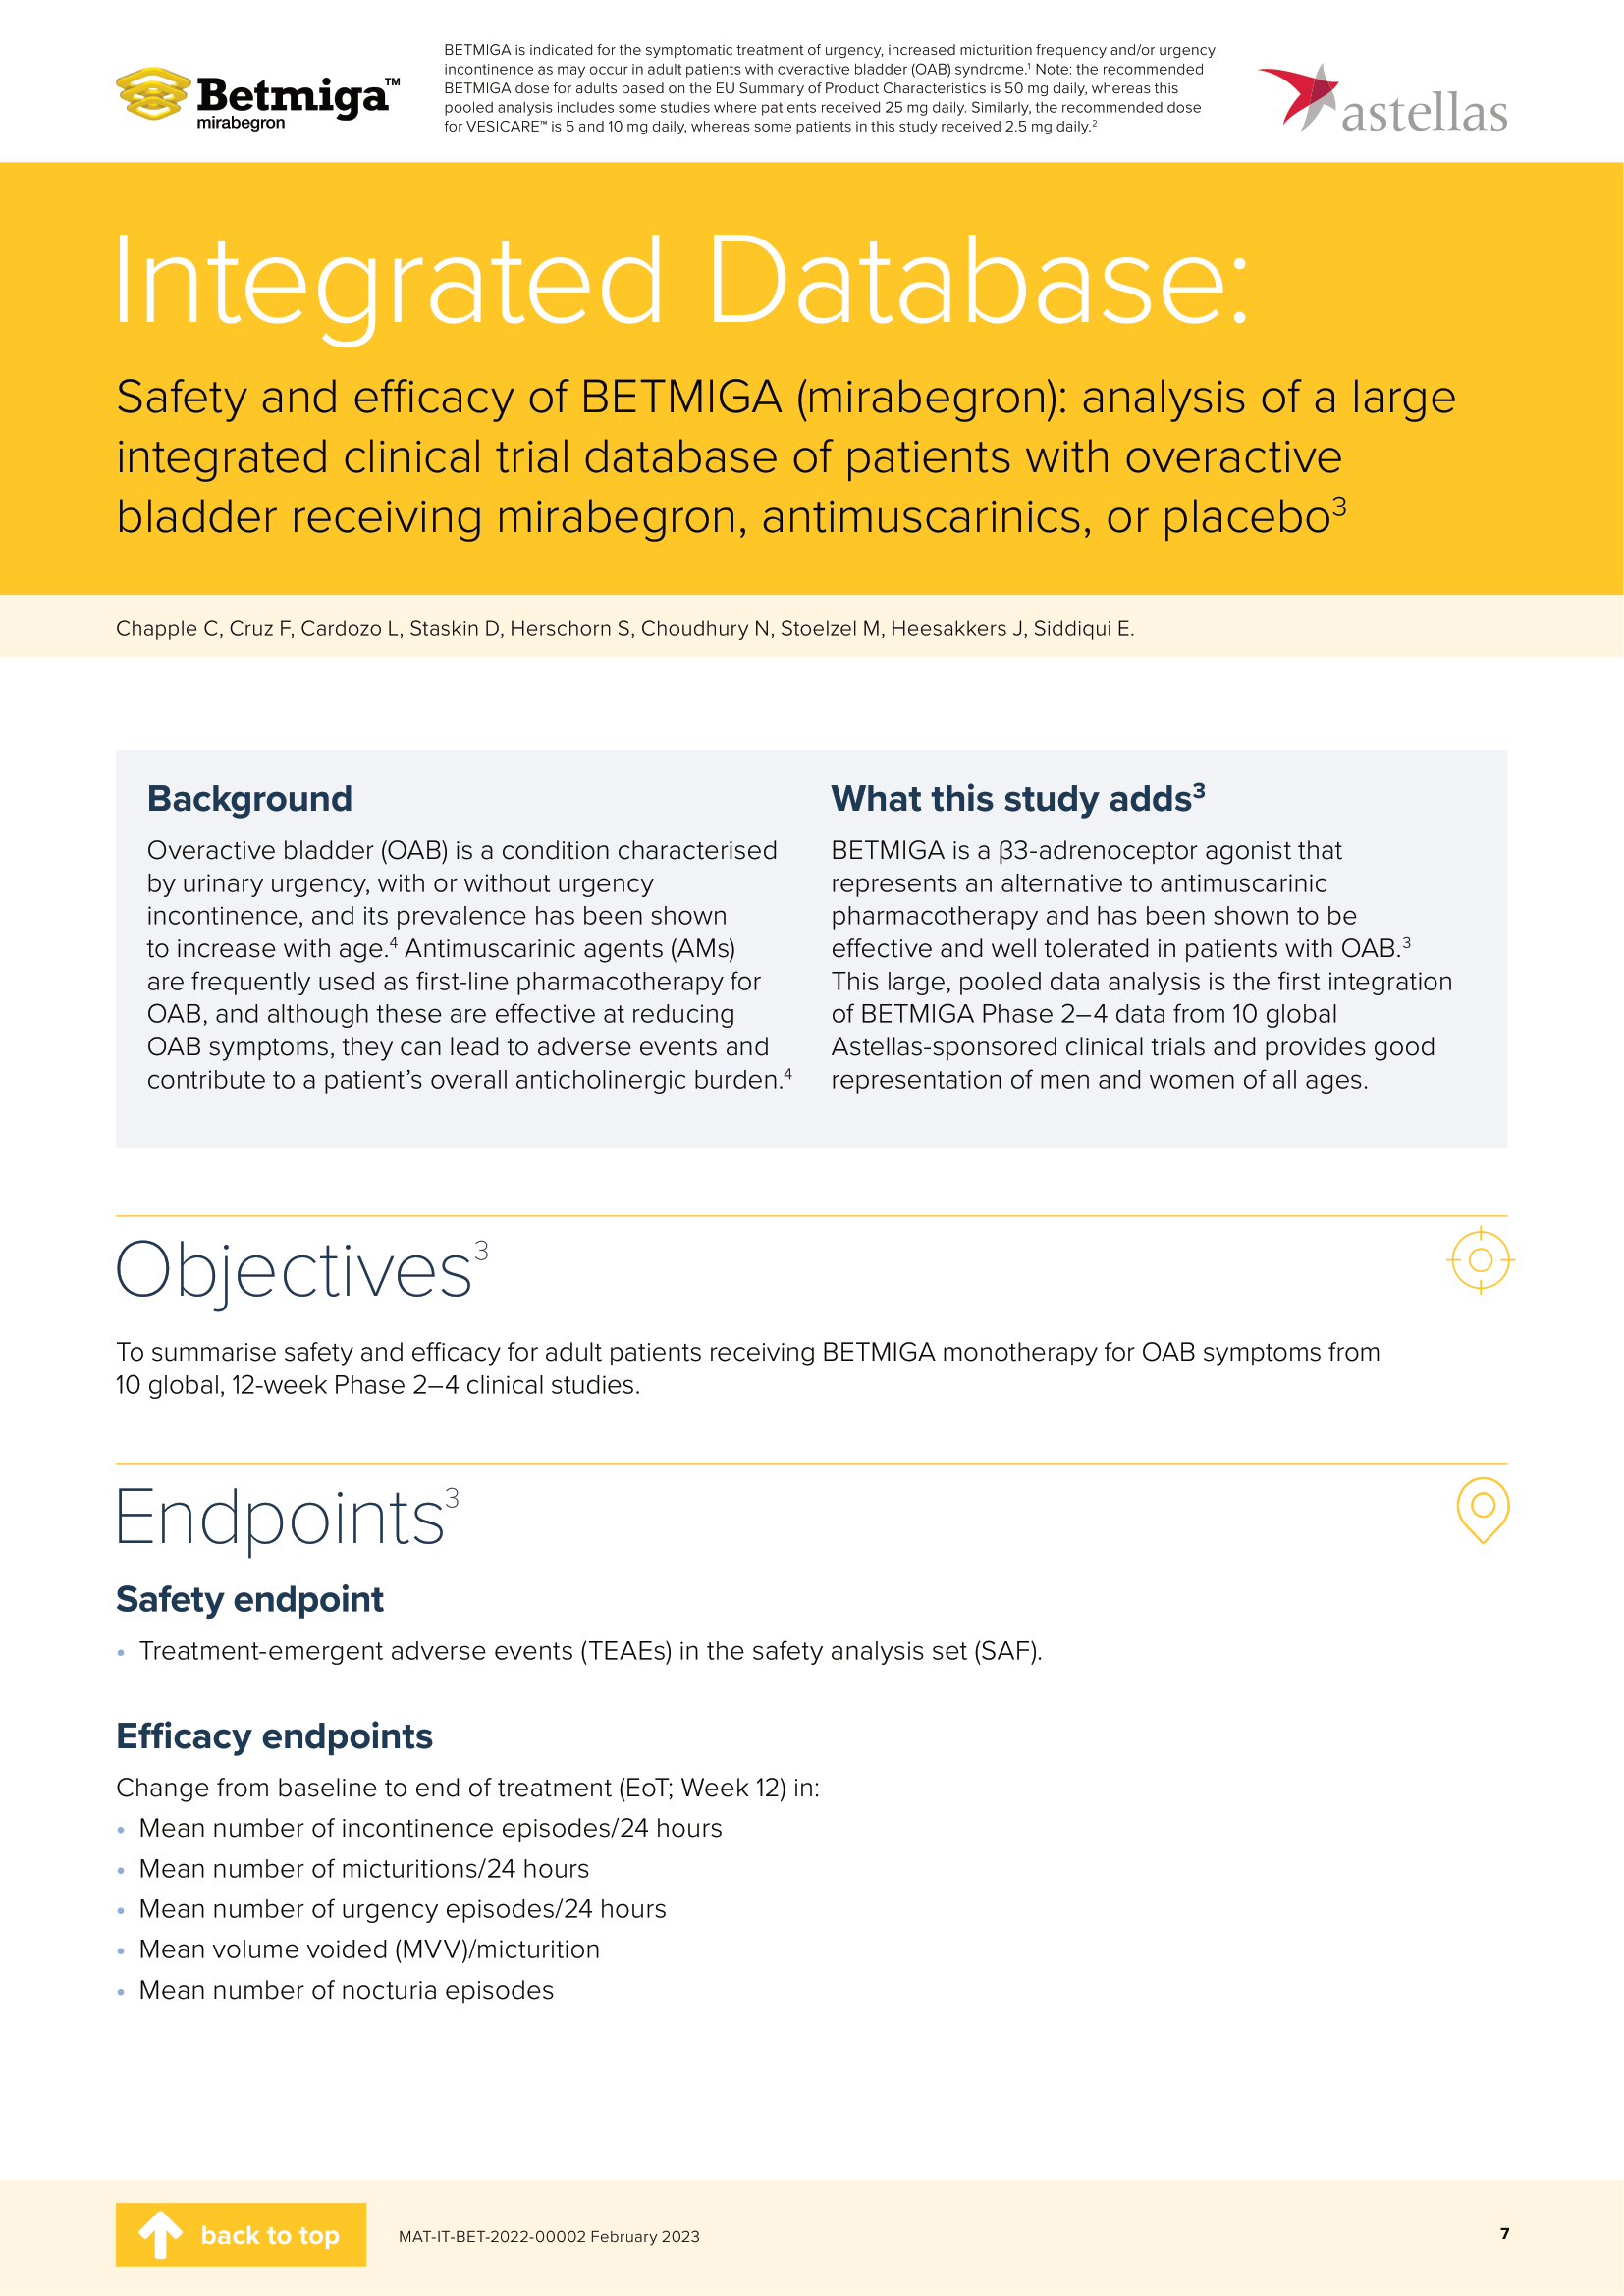 Betmiga™
mirabegron
BETMIGA is indicated for the symptomatic treatment of urgency, increased micturition frequency and/or urgency
incontinence as may occur in adult patients with overactive bladder (OAB) syndrome.¹ Note: the recommended
BETMIGA dose for adults based on the EU Summary of Product Characteristics is 50 mg daily, whereas this
pooled analysis includes some studies where patients received 25 mg daily. Similarly, the recommended dose
for VESICARE™ is 5 and 10 mg daily, whereas some patients in this study received 2.5 mg daily.²
astellas
Integrated Database:
Safety and efficacy of BETMIGA (mirabegron): analysis of a large
integrated clinical trial database of patients with overactive
bladder receiving mirabegron, antimuscarinics, or placebo³
Chapple C, Cruz F, Cardozo L, Staskin D, Herschorn S, Choudhury N, Stoelzel M, Heesakkers J, Siddiqui E.
Background
Overactive bladder (OAB) is a condition characterised
by urinary urgency, with or without urgency
incontinence, and its prevalence has been shown
to increase with age.⁴ Antimuscarinic agents (AMs)
are frequently used as first-line pharmacotherapy for
OAB, and although these are effective at reducing
OAB symptoms, they can lead to adverse events and
contribute to a patient’s overall anticholinergic burden.⁴
What this study adds³
BETMIGA is a β3-adrenoceptor agonist that
represents an alternative to antimuscarinic
pharmacotherapy and has been shown to be
effective and well tolerated in patients with OAB.³
This large, pooled data analysis is the first integration
of BETMIGA Phase 2–4 data from 10 global
Astellas-sponsored clinical trials and provides good
representation of men and women of all ages.
Objectives³
To summarise safety and efficacy for adult patients receiving BETMIGA monotherapy for OAB symptoms from
10 global, 12-week Phase 2–4 clinical studies.
Endpoints³
Safety endpoint
• Treatment-emergent adverse events (TEAEs) in the safety analysis set (SAF).
Efficacy endpoints
Change from baseline to end of treatment (EoT; Week 12) in:
• Mean number of incontinence episodes/24 hours
• Mean number of micturitions/24 hours
• Mean number of urgency episodes/24 hours
• Mean volume voided (MVV)/micturition
• Mean number of nocturia episodes
back to top
MAT-IT-BET-2022-00002 February 2023
7